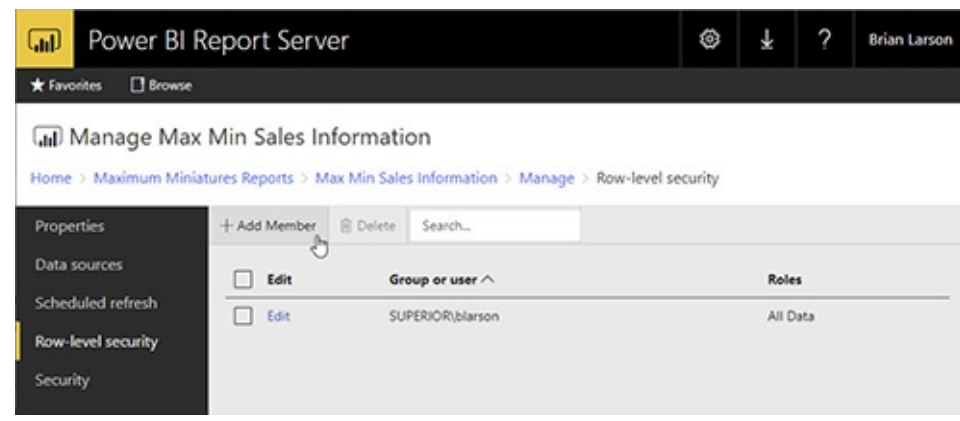 Power BI Report Server ? Brian Larson
Favorites Browse
Manage Max Min Sales Information
Home > Maximum Miniatures Reports > Max Min Sales Information > Manage > Row-level security
Properties
+ Add Member Delete Search...
Data sources
Edit Group or user Roles
Scheduled refresh
Edit SUPERIOR\blarson All Data
Row-level security
Security